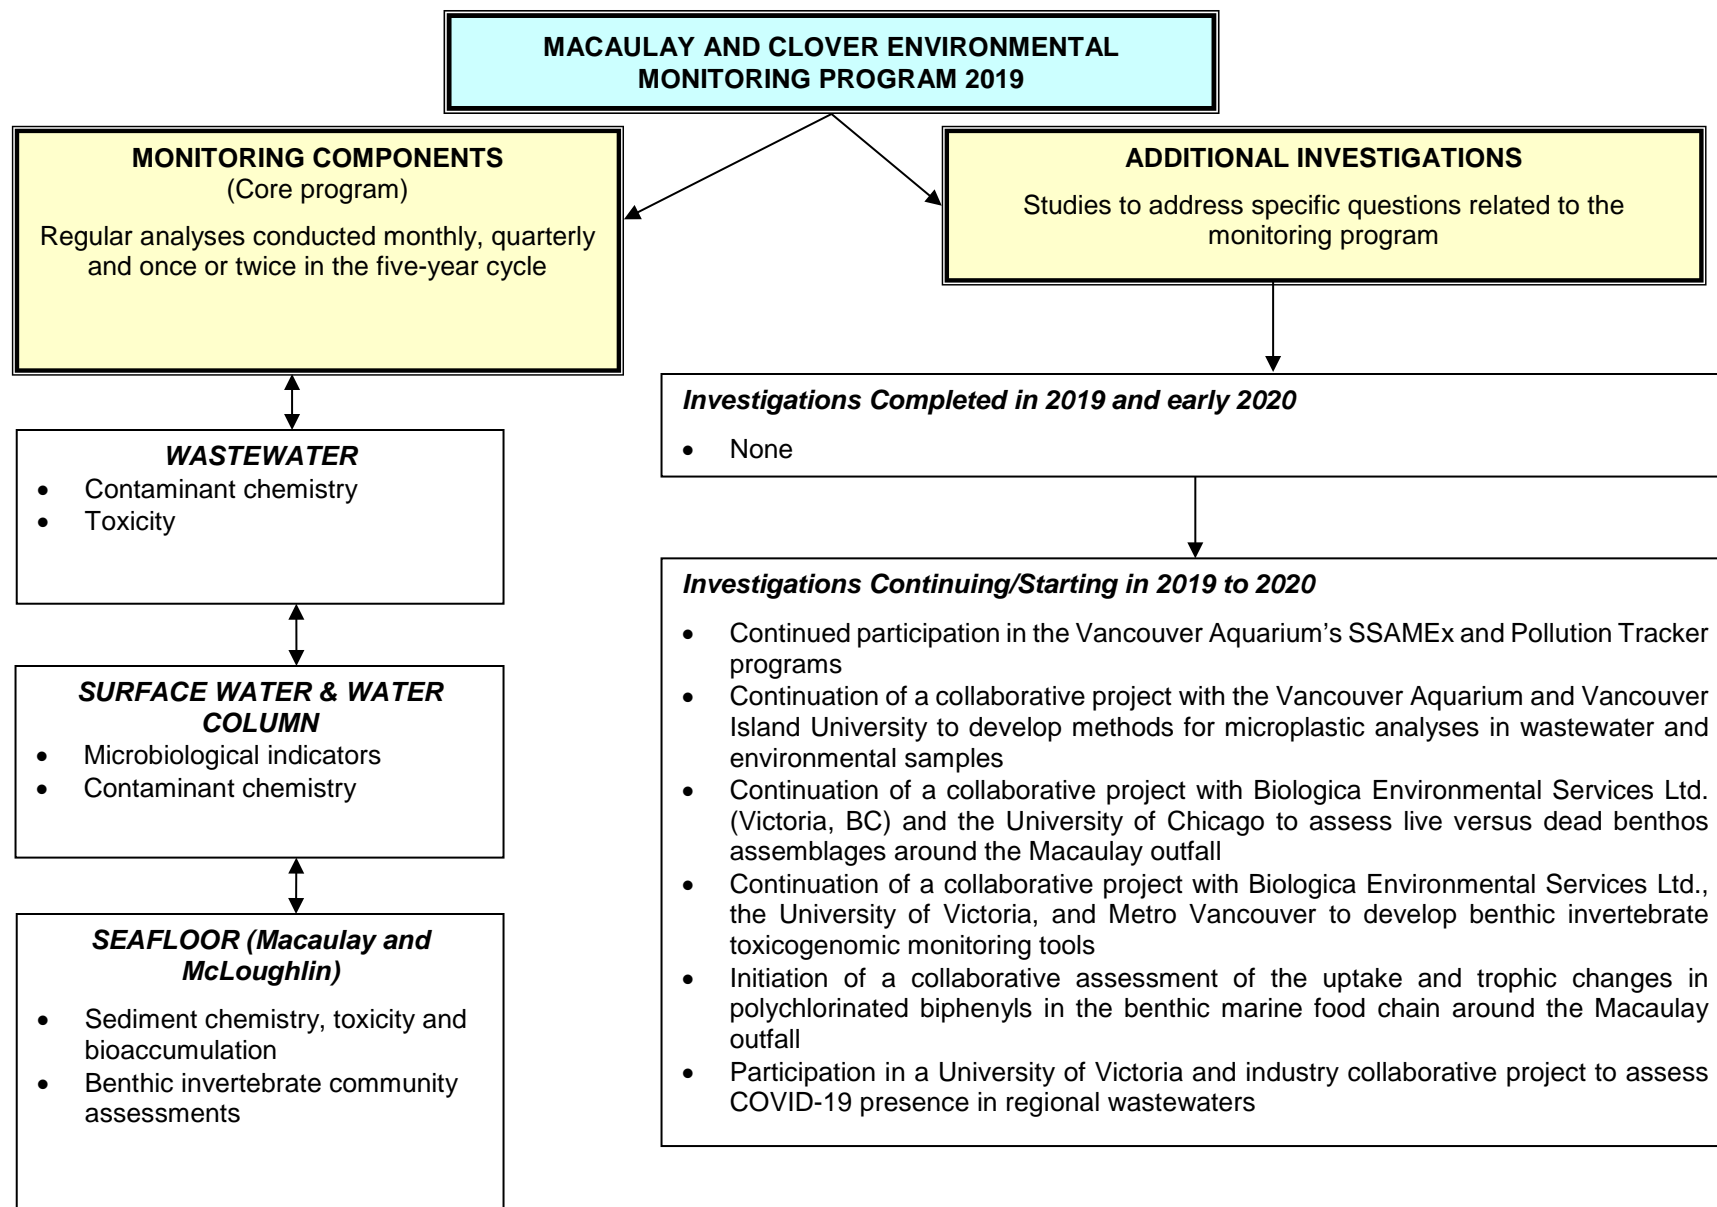 MACAULAY AND CLOVER ENVIRONMENTAL
MONITORING PROGRAM 2019
MONITORING COMPONENTS
(Core program)
Regular analyses conducted monthly, quarterly
and once or twice in the five-year cycle
ADDITIONAL INVESTIGATIONS
Studies to address specific questions related to the
monitoring program
WASTEWATER
• Contaminant chemistry
• Toxicity
SURFACE WATER & WATER
COLUMN
• Microbiological indicators
• Contaminant chemistry
SEAFLOOR (Macaulay and
McLoughlin)
• Sediment chemistry, toxicity and
bioaccumulation
• Benthic invertebrate community
assessments
Investigations Completed in 2019 and early 2020
• None
Investigations Continuing/Starting in 2019 to 2020
• Continued participation in the Vancouver Aquarium’s SSAMEx and Pollution Tracker
programs
• Continuation of a collaborative project with the Vancouver Aquarium and Vancouver
Island University to develop methods for microplastic analyses in wastewater and
environmental samples
• Continuation of a collaborative project with Biologica Environmental Services Ltd.
(Victoria, BC) and the University of Chicago to assess live versus dead benthos
assemblages around the Macaulay outfall
• Continuation of a collaborative project with Biologica Environmental Services Ltd.,
the University of Victoria, and Metro Vancouver to develop benthic invertebrate
toxicogenomic monitoring tools
• Initiation of a collaborative assessment of the uptake and trophic changes in
polychlorinated biphenyls in the benthic marine food chain around the Macaulay
outfall
• Participation in a University of Victoria and industry collaborative project to assess
COVID-19 presence in regional wastewaters